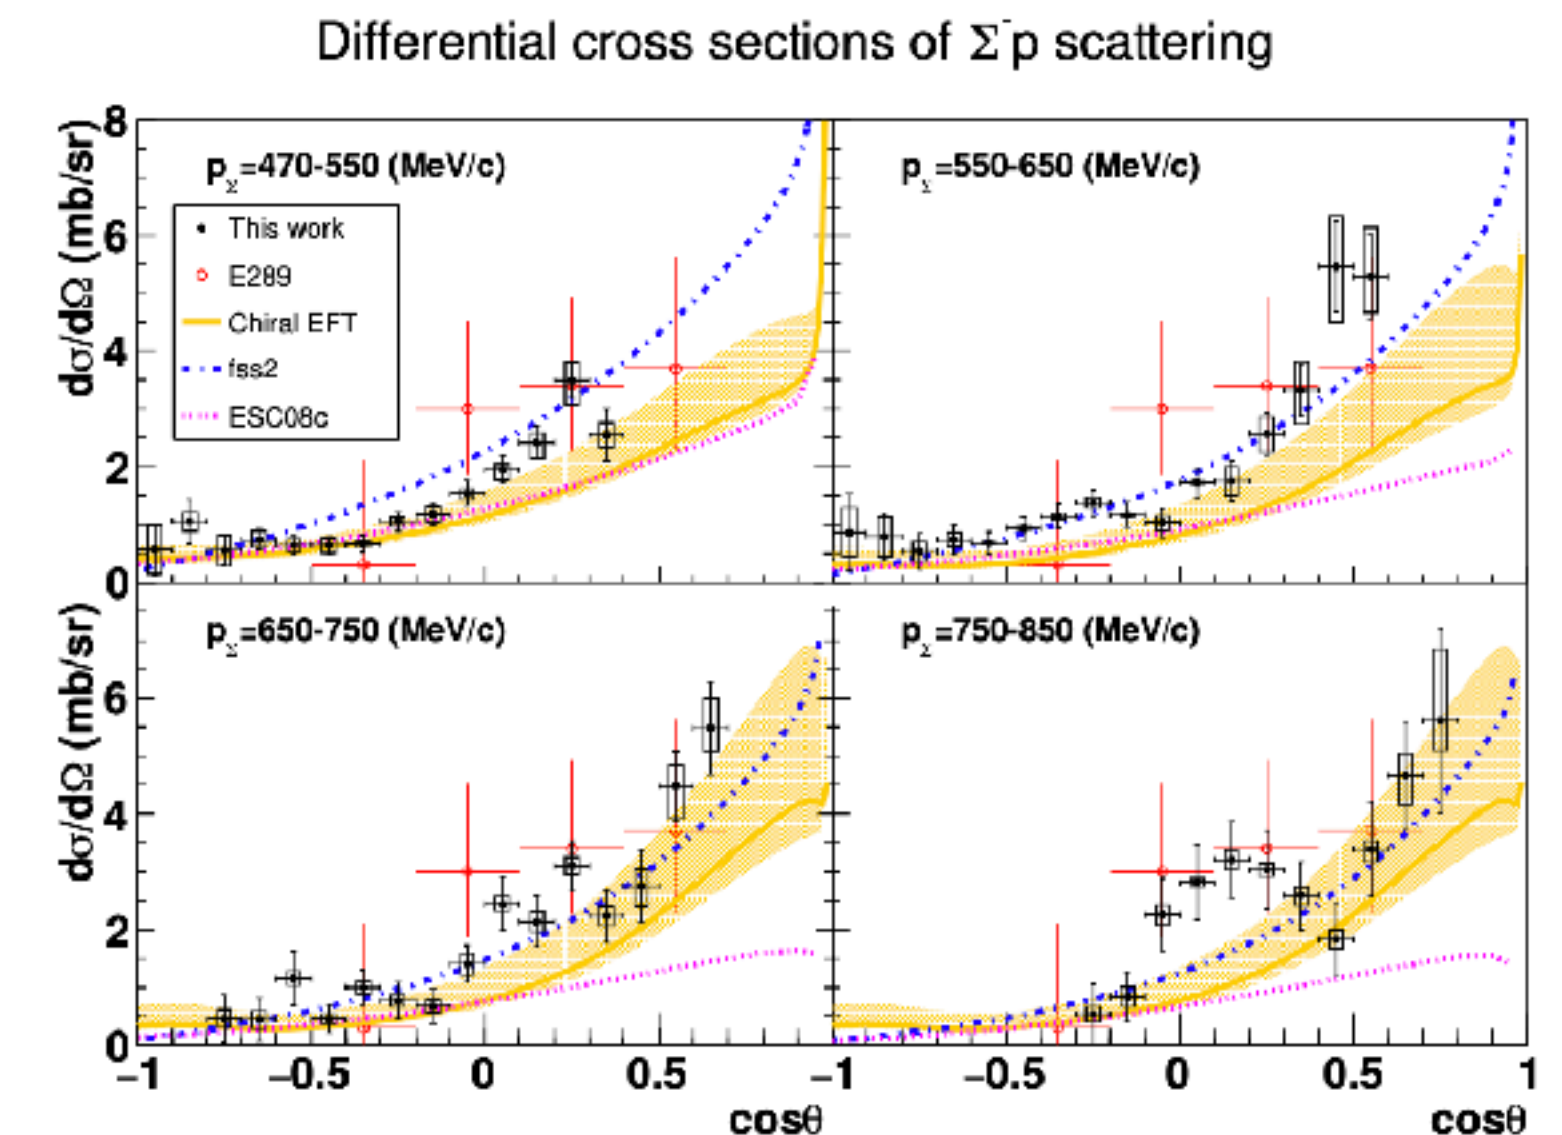 Differential cross sections of Σ⁻p scattering
dσ/dΩ (mb/sr)
8
6
4
2
0
p_Σ=470-550 (MeV/c)
This work
E289
Chiral EFT
fss2
ESC08c
p_Σ=550-650 (MeV/c)
dσ/dΩ (mb/sr)
6
4
2
0
p_Σ=650-750 (MeV/c)
p_Σ=750-850 (MeV/c)
−1 −0.5 0 0.5 −1 −0.5 0 0.5 1
cosθ cosθ